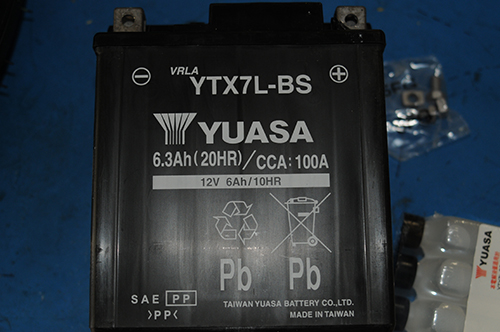 VRLA
YTX7L-BS
YUASA
6.3Ah(20HR)/CCA:100A
12V 6Ah/10HR
Pb Pb
SAE PP
>PP<
TAIWAN YUASA BATTERY CO.,LTD.
MADE IN TAIWAN
YUASA